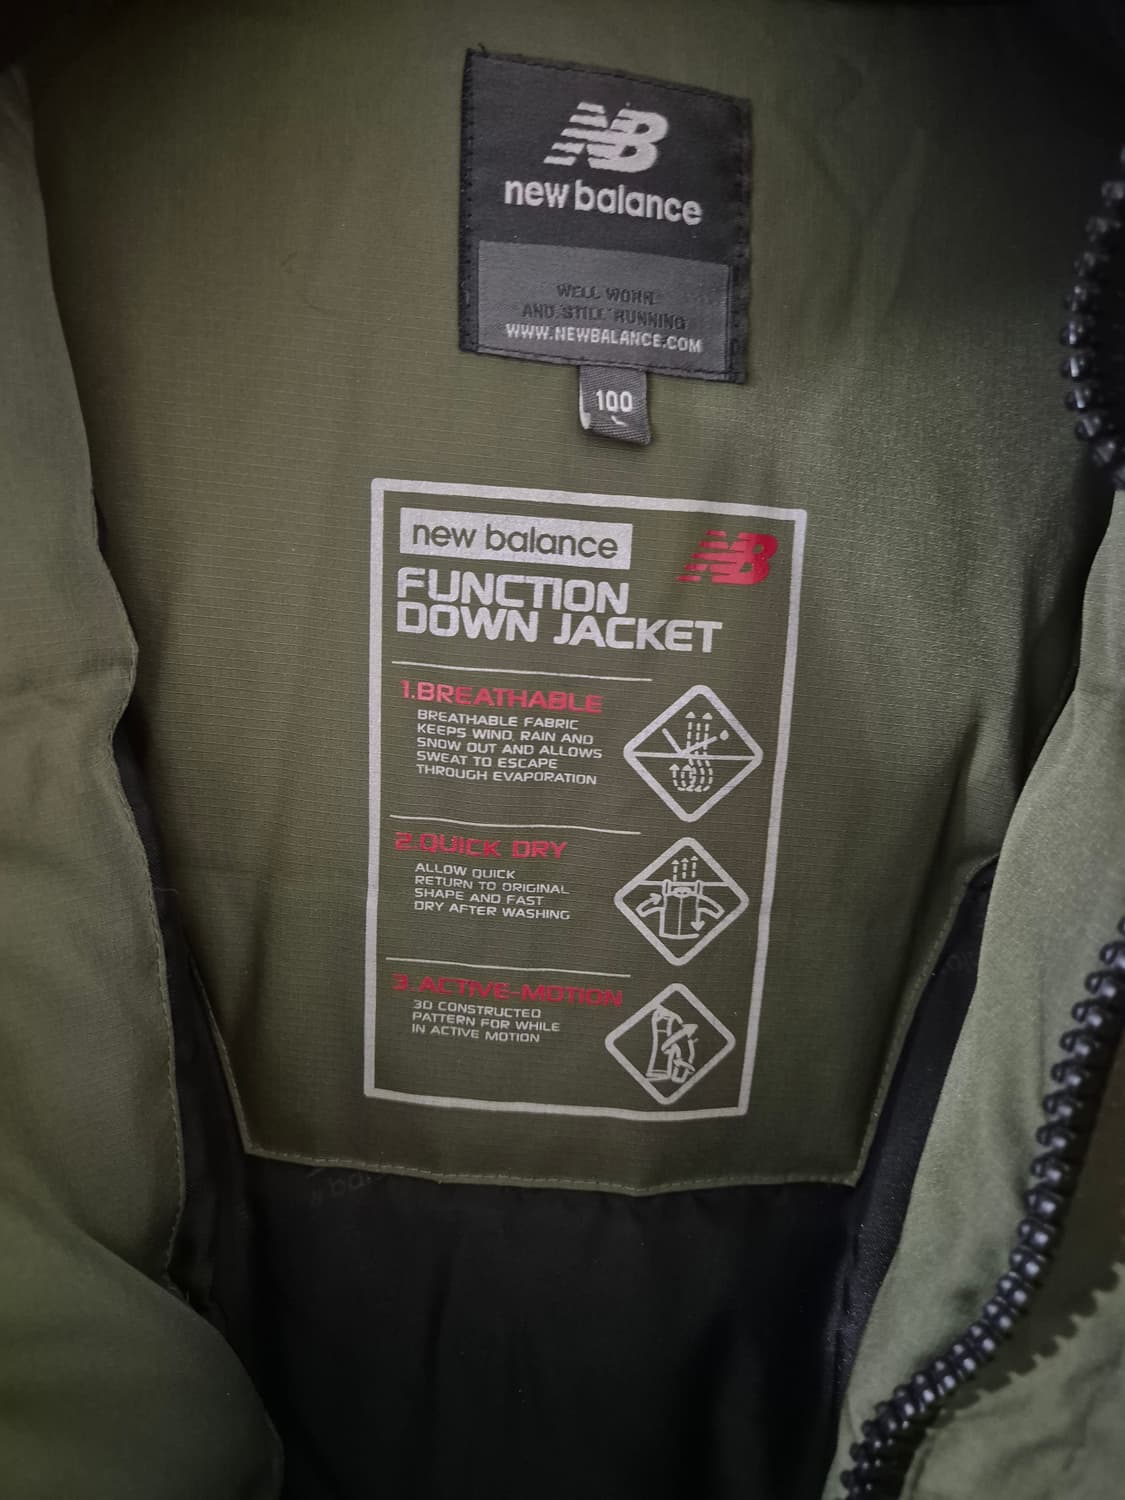 NB
new balance
WELL WORN
AND STILL RUNNING
WWW.NEWBALANCE.COM
100
new balance
NB
FUNCTION
DOWN JACKET
1.BREATHABLE
BREATHABLE FABRIC
KEEPS WIND, RAIN AND
SNOW OUT AND ALLOWS
SWEAT TO ESCAPE
THROUGH EVAPORATION
2.QUICK DRY
ALLOW QUICK
RETURN TO ORIGINAL
SHAPE AND FAST
DRY AFTER WASHING
3.ACTIVE-MOTION
3D CONSTRUCTED
PATTERN FOR WHILE
IN ACTIVE MOTION